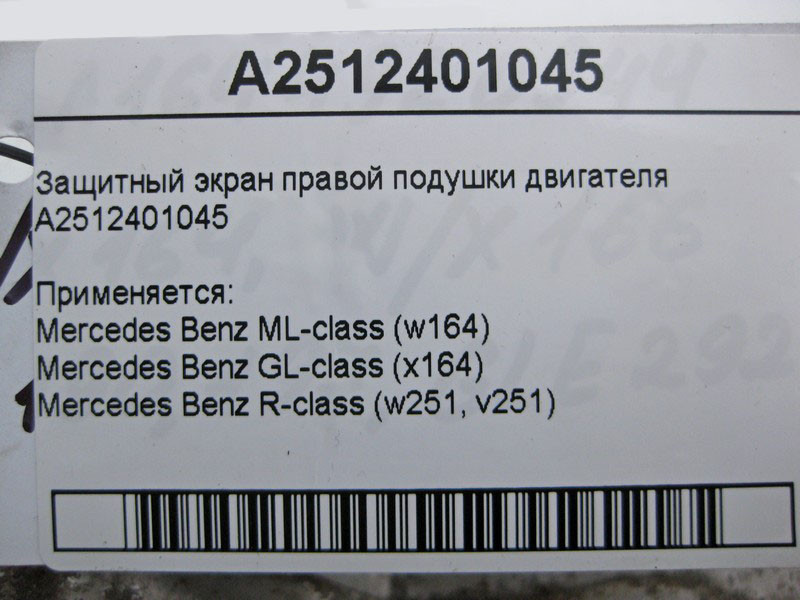 A2512401045
Защитный экран правой подушки двигателя
A2512401045
Применяется:
Mercedes Benz ML-class (w164)
Mercedes Benz GL-class (x164)
Mercedes Benz R-class (w251, v251)